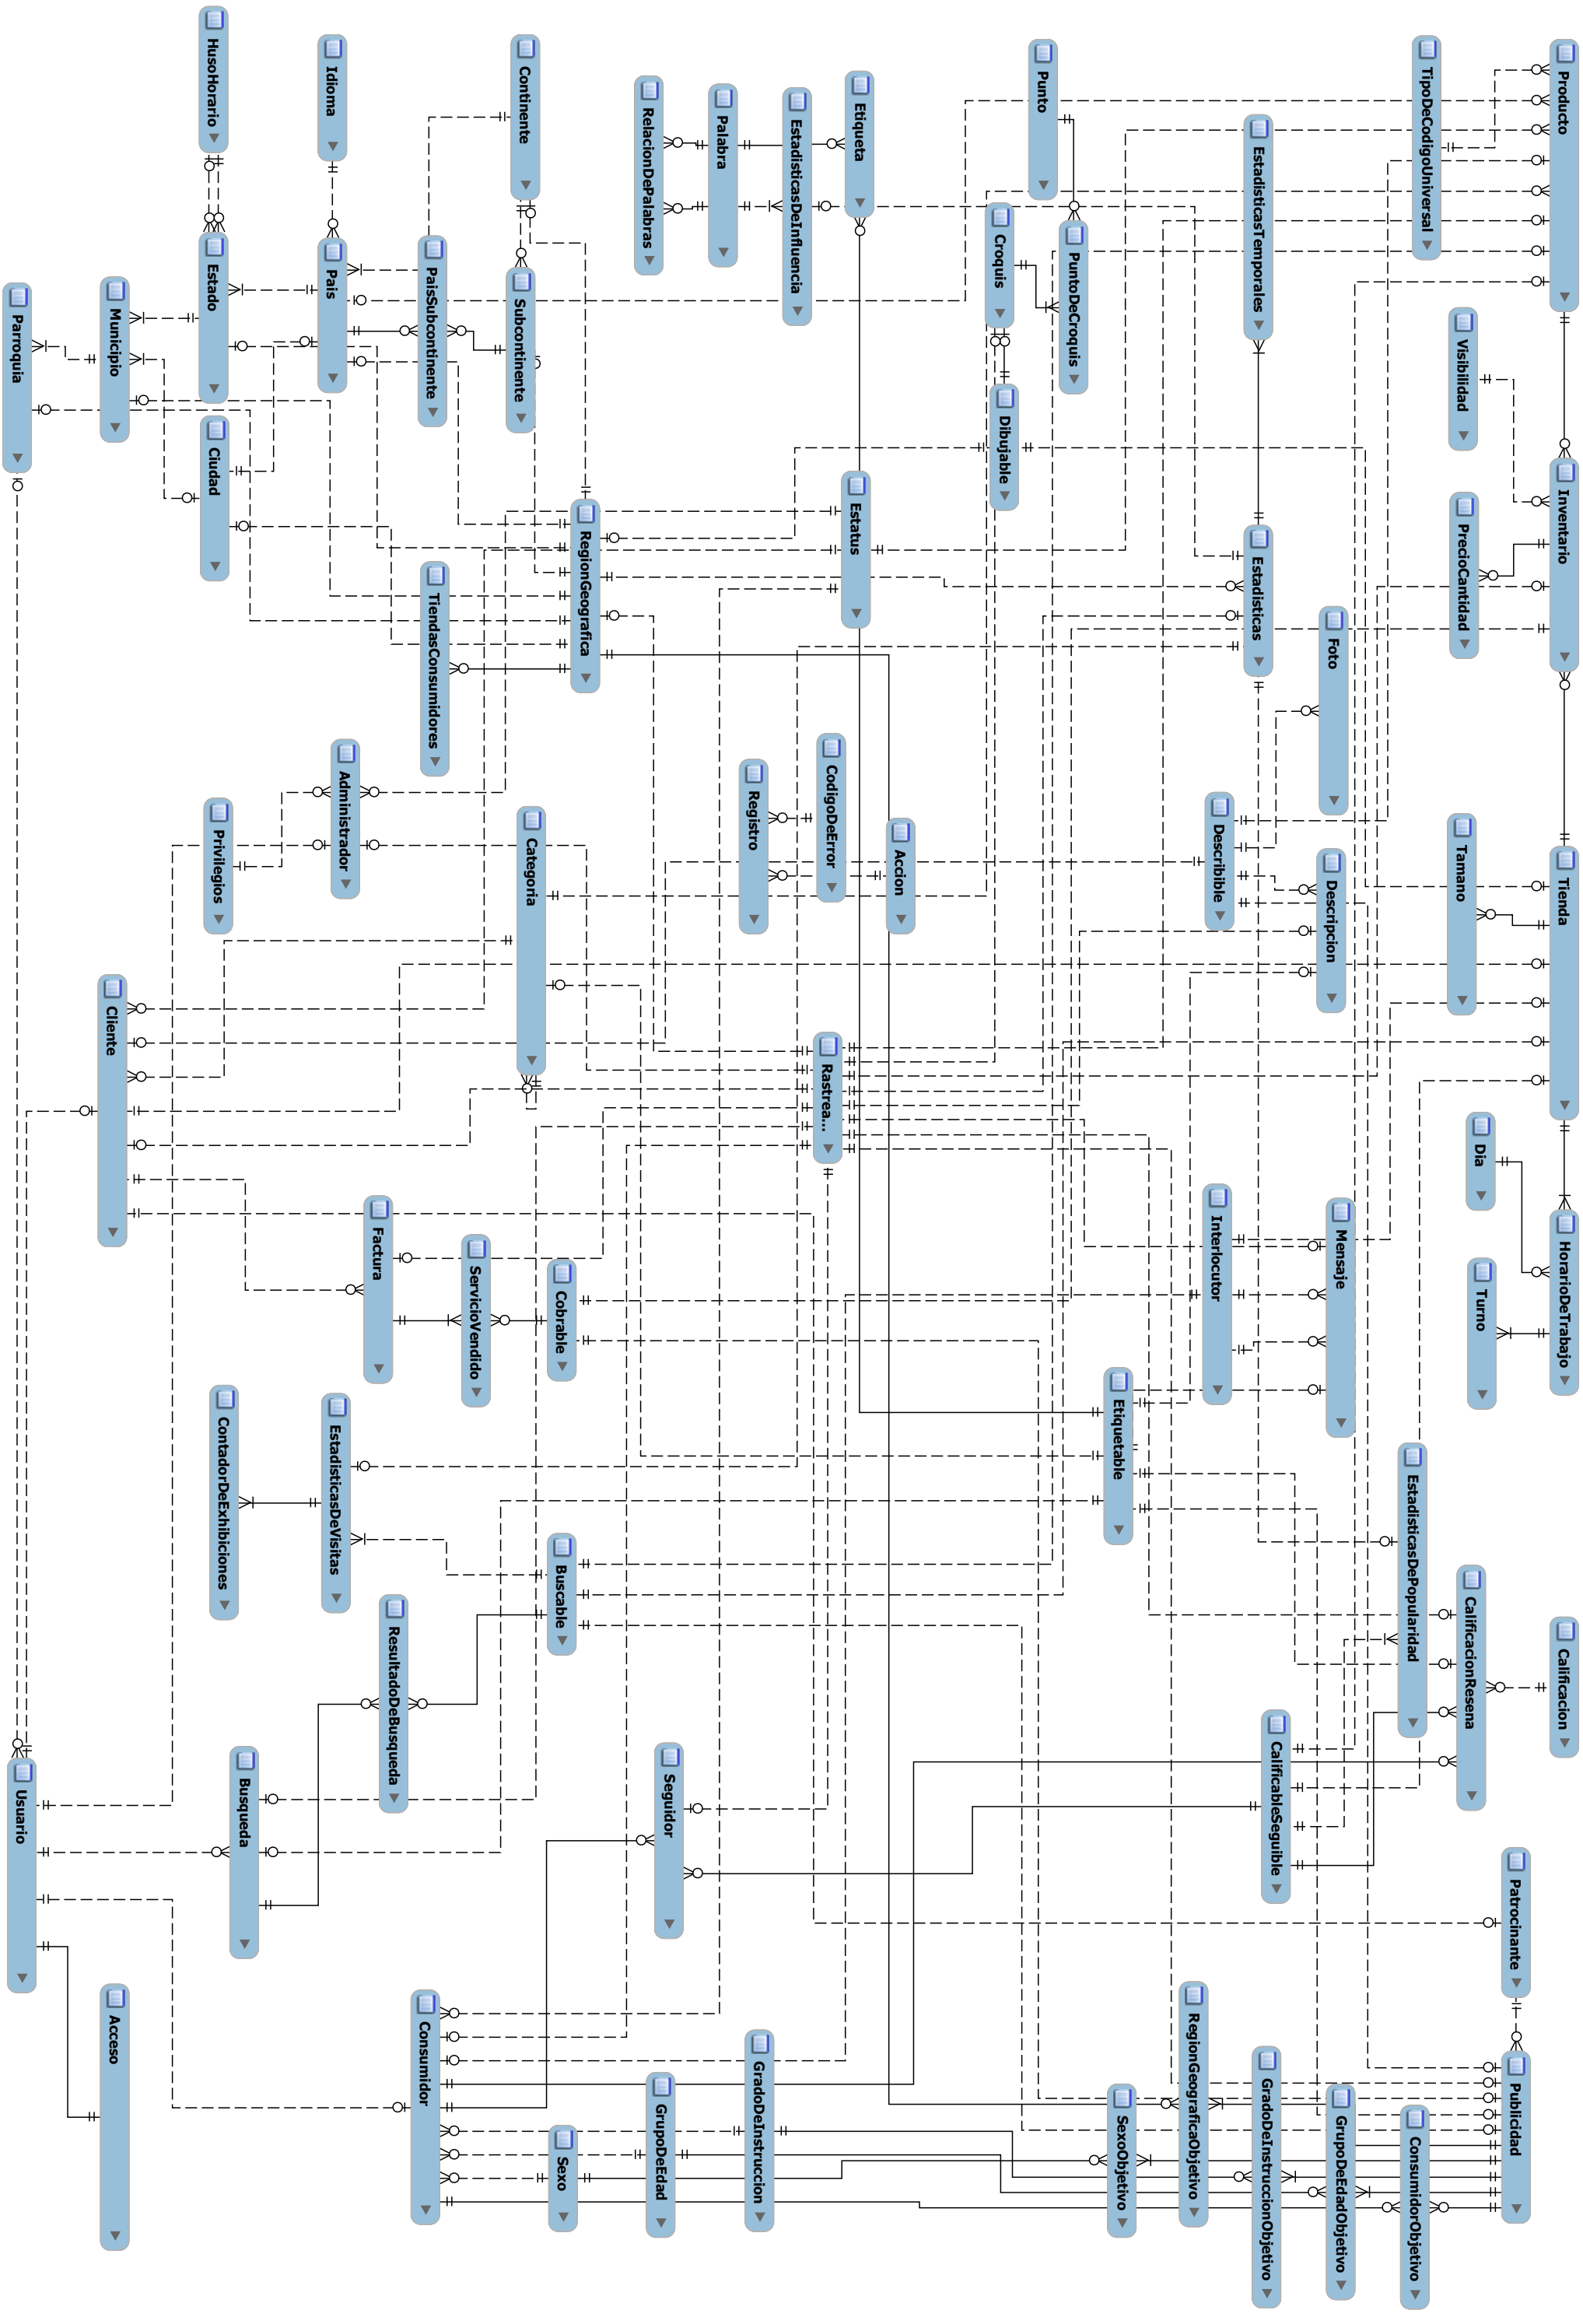 Producto
TipoDeCodigoUniversal
EstadisticasTemporales
Punto
PuntoDeCroquis
Croquis
Dibujable
Etiqueta
EstadisticasDeInfluencia
Palabra
RelacionDePalabras
Continente
Subcontinente
PaisSubcontinente
Idioma
Pais
HusoHorario
Estado
Municipio
Parroquia
Ciudad
Visibilidad
Inventario
PrecioCantidad
Foto
Estadisticas
Estatus
RegionGeografica
TiendasConsumidores
Administrador
Privilegios
Categoria
Registro
CodigoDeError
Accion
Describible
Descripcion
Tamano
Tienda
Cliente
Rastrea...
Dia
HorarioDeTrabajo
Turno
Mensaje
Interlocutor
Factura
ServicioVendido
Cobrable
Etiquetable
ContadorDeExhibiciones
EstadisticasDeVisitas
Buscable
ResultadoDeBusqueda
EstadisticasDePopularidad
CalificacionResena
Calificacion
CalificableSeguible
Seguidor
Busqueda
Usuario
Acceso
Patrocinante
Publicidad
Consumidor
Sexo
GrupoDeEdad
GradoDeInstruccion
SexoObjetivo
RegionGeograficaObjetivo
GradoDeInstruccionObjetivo
GrupoDeEdadObjetivo
ConsumidorObjetivo